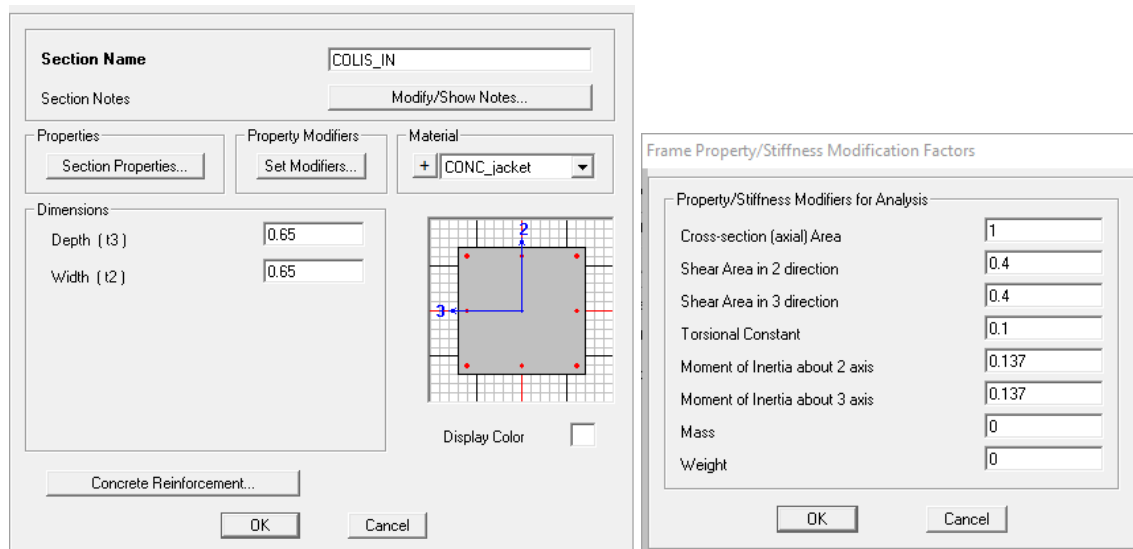 Section Name COLIS_IN
Section Notes Modify/Show Notes...
Properties Property Modifiers Material
Section Properties... Set Modifiers... + CONC_jacket
Dimensions
Depth ( t3 ) 0.65
Width ( t2 ) 0.65
2
3
Display Color
Concrete Reinforcement...
OK Cancel
Frame Property/Stiffness Modification Factors
Property/Stiffness Modifiers for Analysis
Cross-section (axial) Area 1
Shear Area in 2 direction 0.4
Shear Area in 3 direction 0.4
Torsional Constant 0.1
Moment of Inertia about 2 axis 0.137
Moment of Inertia about 3 axis 0.137
Mass 0
Weight 0
OK Cancel